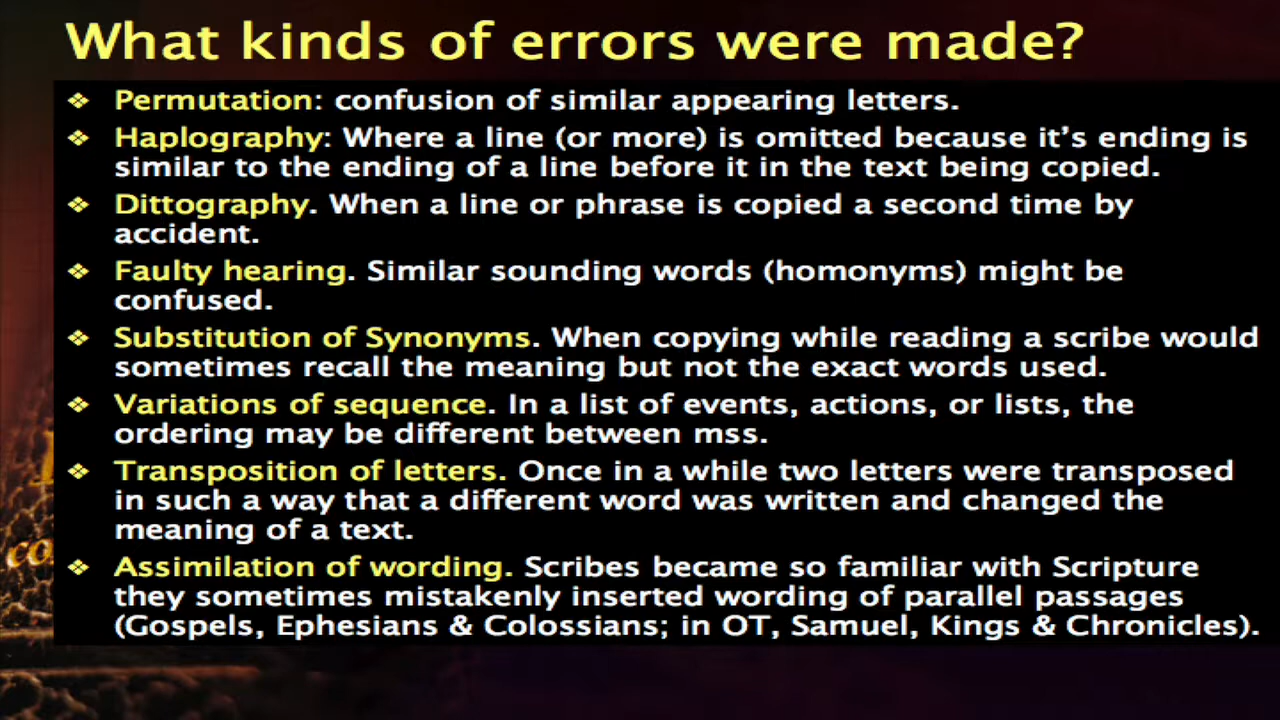 What kinds of errors were made?
❖ Permutation: confusion of similar appearing letters.
❖ Haplography: Where a line (or more) is omitted because it's ending is
similar to the ending of a line before it in the text being copied.
❖ Dittography. When a line or phrase is copied a second time by
accident.
❖ Faulty hearing. Similar sounding words (homonyms) might be
confused.
❖ Substitution of Synonyms. When copying while reading a scribe would
sometimes recall the meaning but not the exact words used.
❖ Variations of sequence. In a list of events, actions, or lists, the
ordering may be different between mss.
❖ Transposition of letters. Once in a while two letters were transposed
in such a way that a different word was written and changed the
meaning of a text.
❖ Assimilation of wording. Scribes became so familiar with Scripture
they sometimes mistakenly inserted wording of parallel passages
(Gospels, Ephesians & Colossians; in OT, Samuel, Kings & Chronicles).